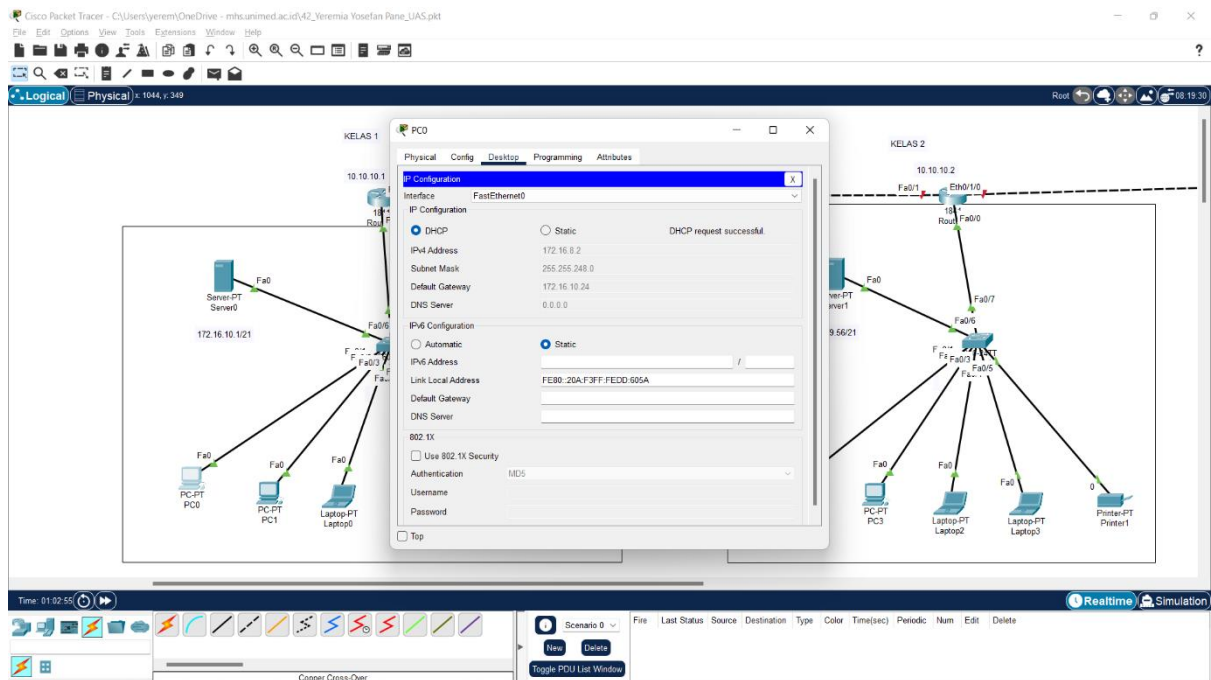 Cisco Packet Tracer - C:\Users\yerem\OneDrive - mhs.unimed.ac.id\42_Yeremia Yosefan Pane_UAS.pkt
File Edit Options View Tools Extensions Window Help
?
Logical Physical x: 1044, y: 349
Root 08:19:30
KELAS 1
10.10.10.1
Server-PT
Server0
Fa0
172.16.10.1/21
Fa0/6
Fa0/3
Fa0
PC-PT
PC0
Fa0
PC-PT
PC1
Fa0
Laptop-PT
Laptop0
PC0
Physical Config Desktop Programming Attributes
IP Configuration X
Interface FastEthernet0
IP Configuration
DHCP Static DHCP request successful.
IPv4 Address 172.16.8.2
Subnet Mask 255.255.248.0
Default Gateway 172.16.10.24
DNS Server 0.0.0.0
IPv6 Configuration
Automatic Static
IPv6 Address /
Link Local Address FE80::20A:F3FF:FEDD:605A
Default Gateway
DNS Server
802.1X
Use 802.1X Security
Authentication MD5
Username
Password
Top
KELAS 2
10.10.10.2
Fa0/1 Eth0/1/0
Fa0/0
Fa0
9.56/21
Fa0/7
Fa0/6
Fa0/3
Fa0/5
Fa0
PC-PT
PC3
Fa0
Laptop-PT
Laptop2
Fa0
Laptop-PT
Laptop3
0
Printer-PT
Printer1
Time: 01:02:55
Realtime Simulation
Scenario 0
New Delete
Toggle PDU List Window
Fire Last Status Source Destination Type Color Time(sec) Periodic Num Edit Delete
Copper Cross-Over